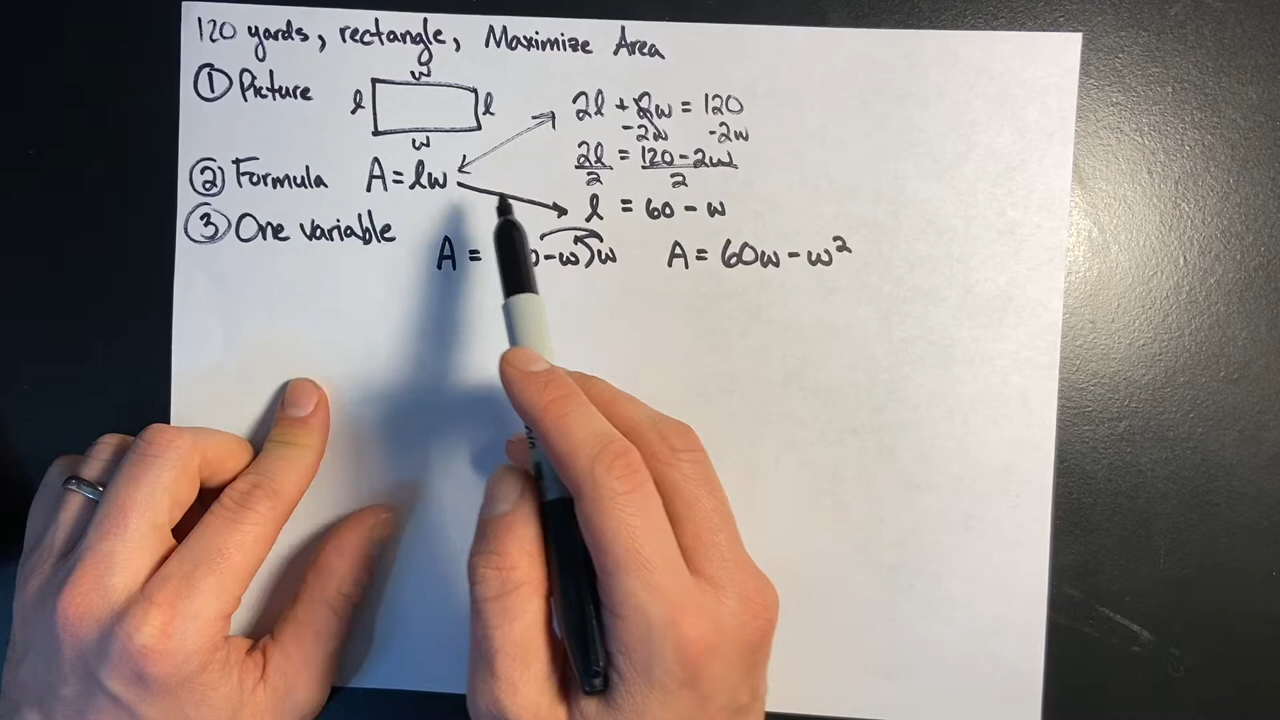 120 yards, rectangle, Maximize Area
① Picture
w
l l
w
2l + 2w = 120
-2w -2w
2l = 120 - 2w
2 2
② Formula A = lw
l = 60 - w
③ One variable
A = -w)w A = 60w - w²